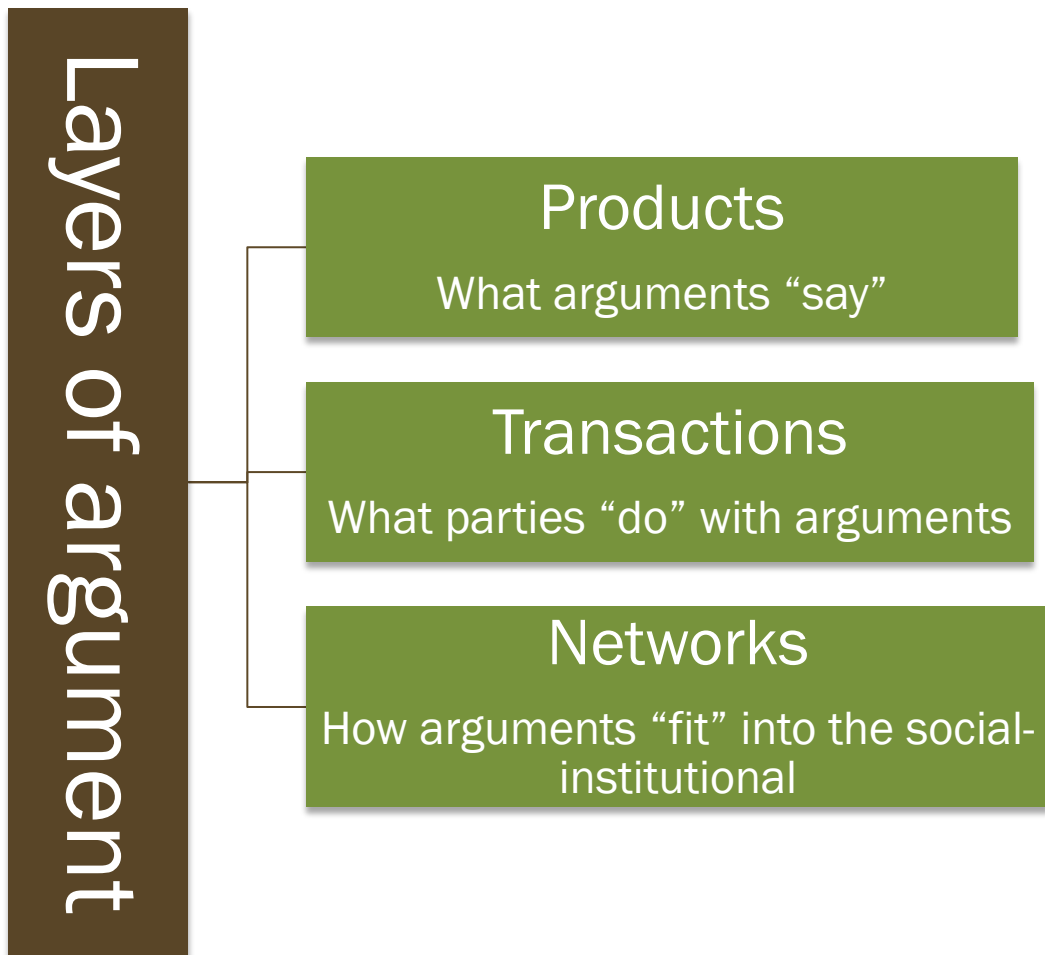 Layers of argument
Products
What arguments “say”
Transactions
What parties “do” with arguments
Networks
How arguments “fit” into the social-
institutional